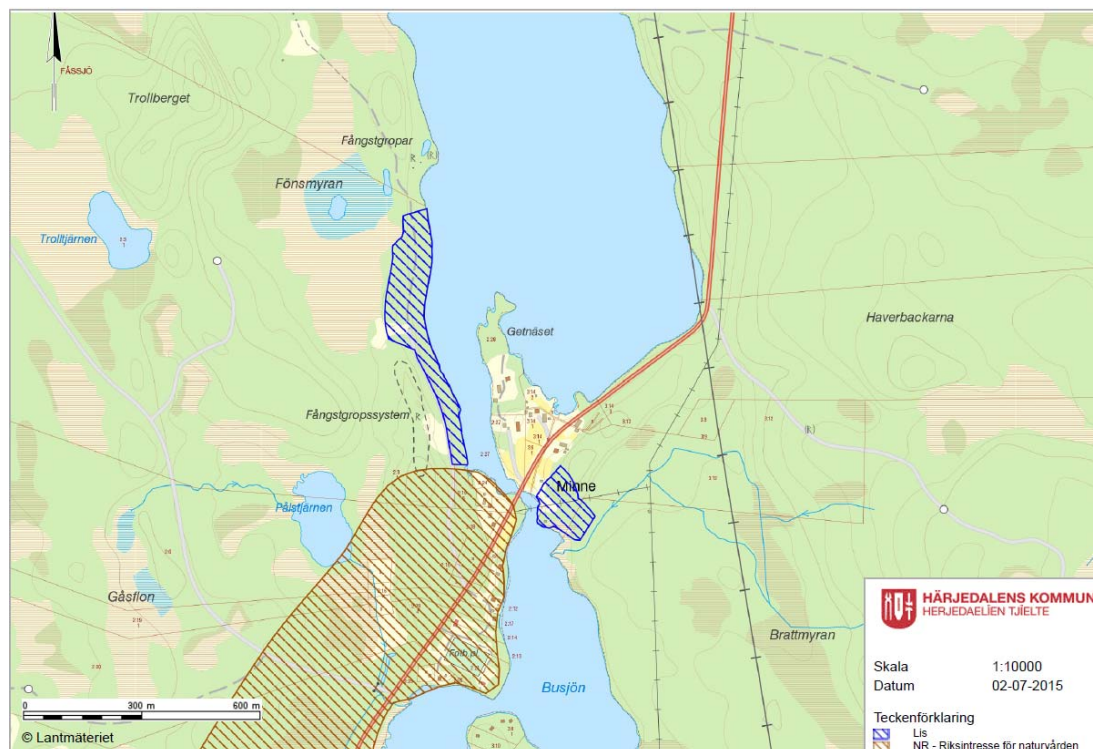 FÅSSJÖ
Trollberget
Fångstgropar
Fönsmyran
Trolltjärnen
Getnäset
Haverbackarna
Fångstgropssystem
Minne
Pålstjärnen
Gåsflon
Brattmyran
Busjön
0 300 m 600 m
© Lantmäteriet
HÄRJEDALENS KOMMUN
HERJEDAELIEN TJÏELTE
Skala 1:10000
Datum 02-07-2015
Teckenförklaring
Lis
NR - Riksintresse för naturvården